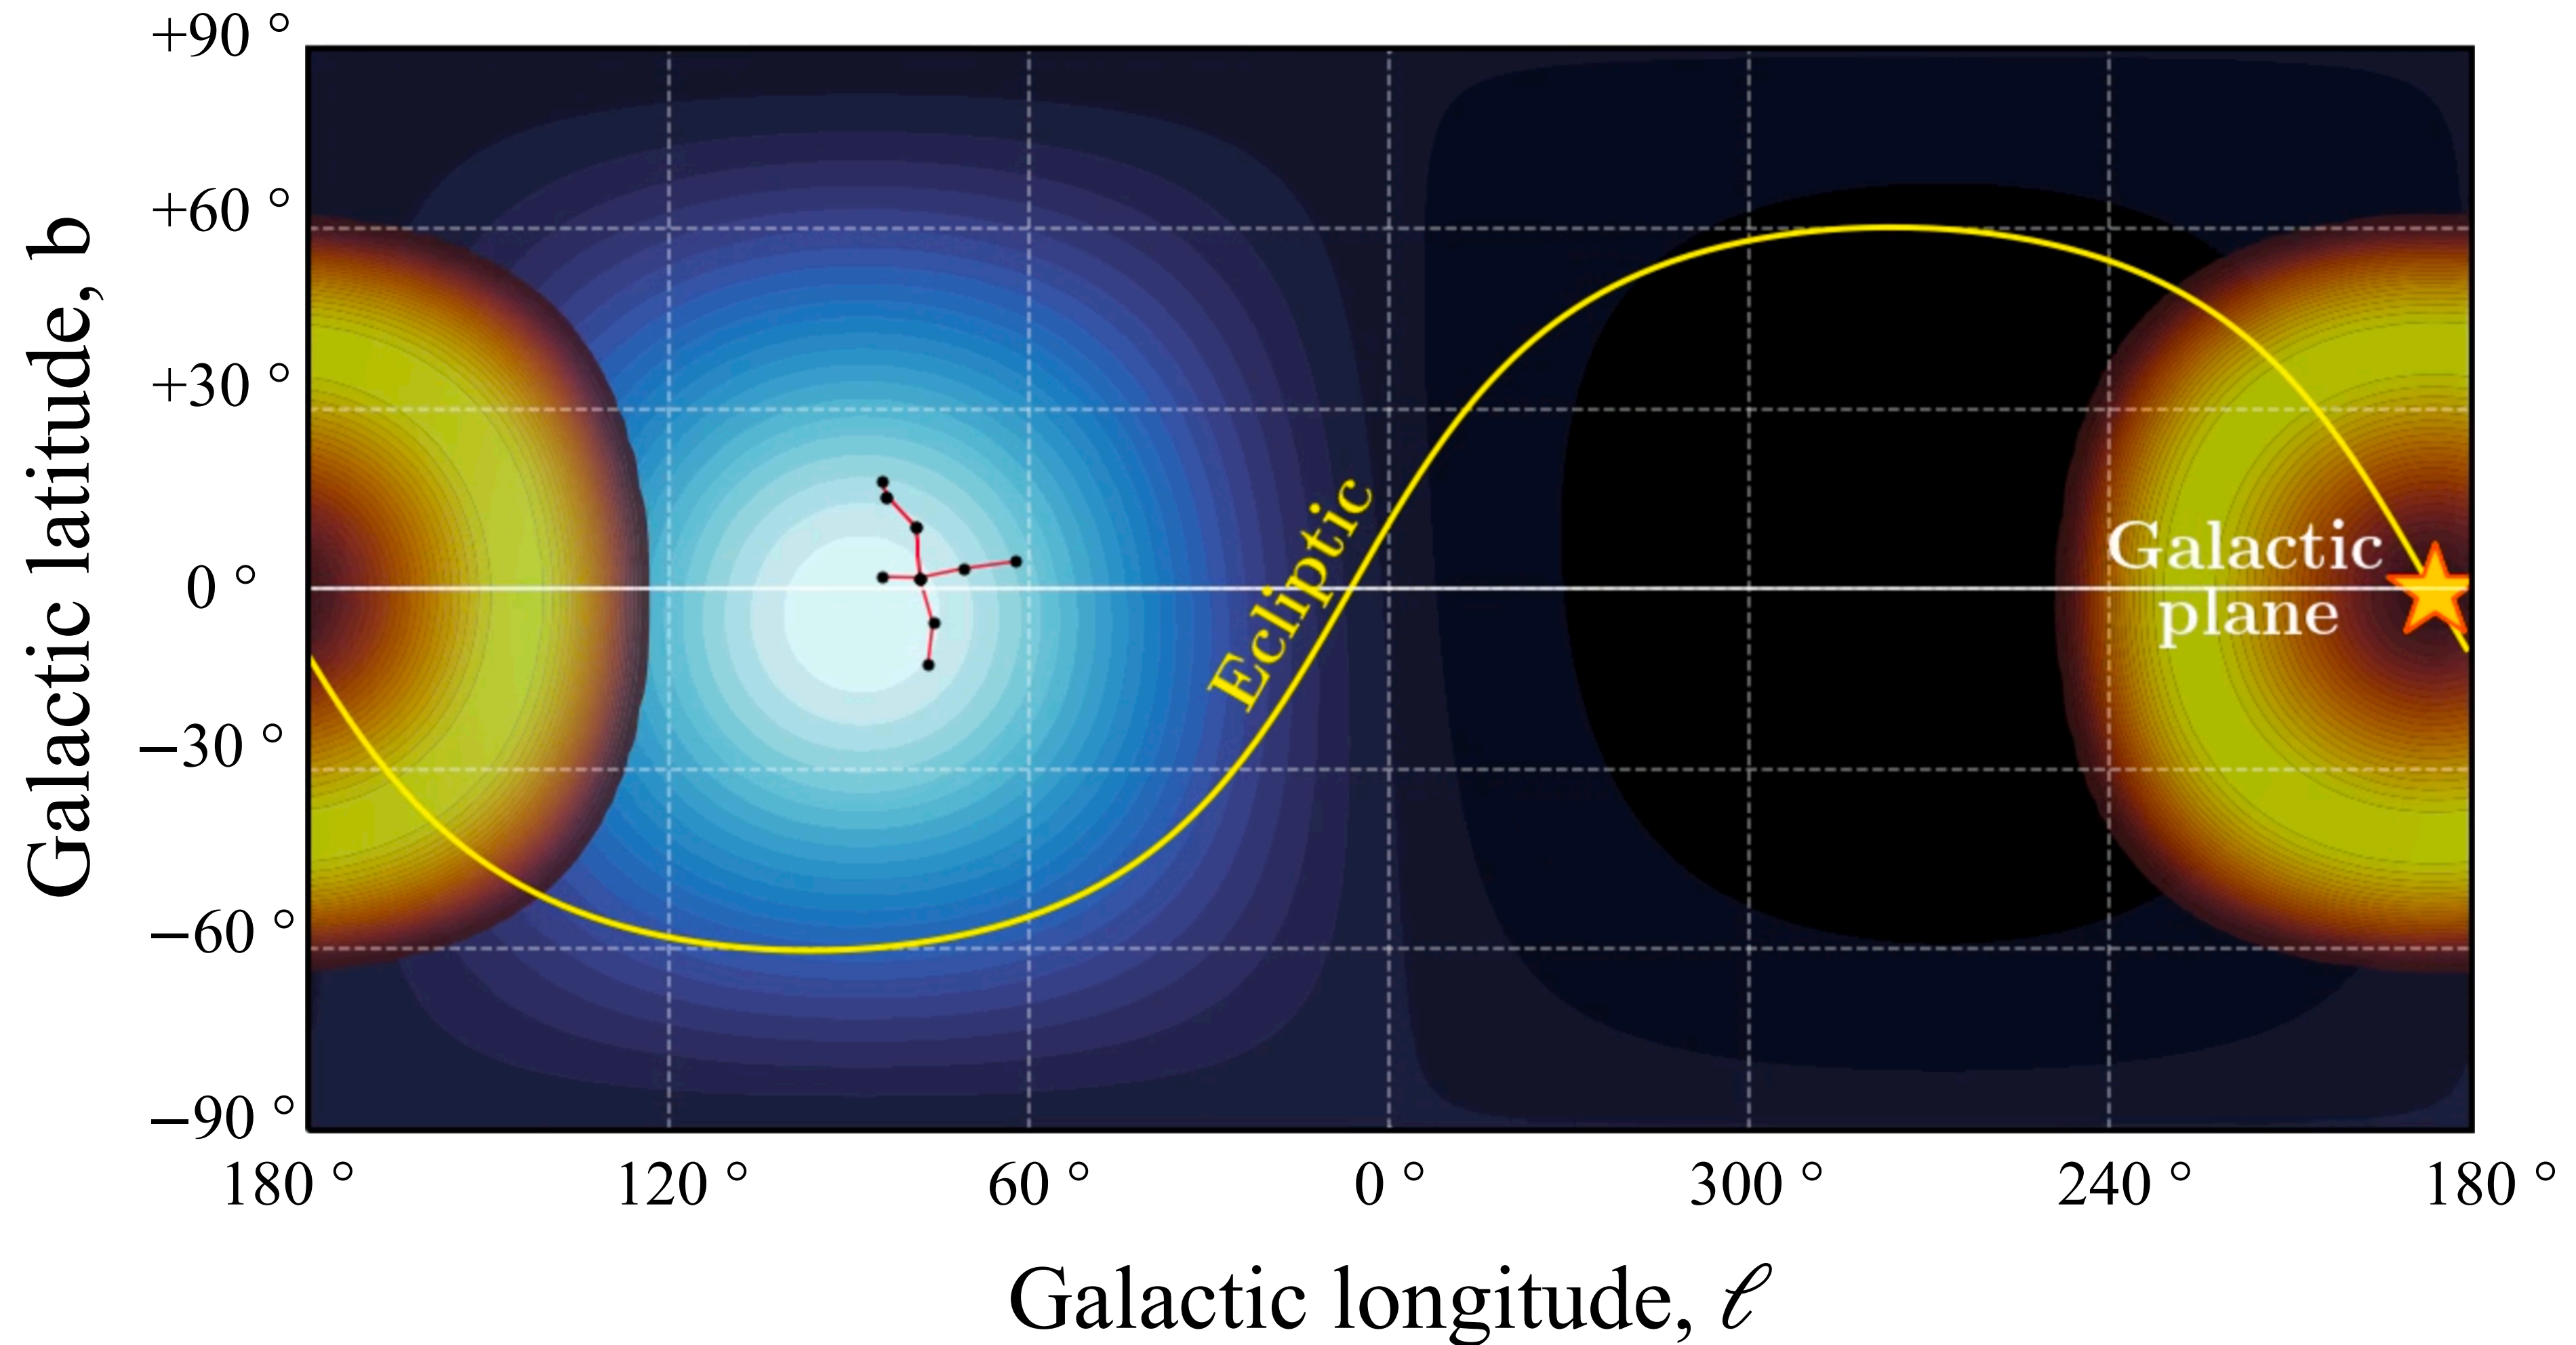 +90 °
+60 °
+30 °
0 °
−30 °
−60 °
−90 °
Galactic latitude, b
Ecliptic
Galactic
plane
180 ° 120 ° 60 ° 0 ° 300 ° 240 ° 180 °
Galactic longitude, ℓ